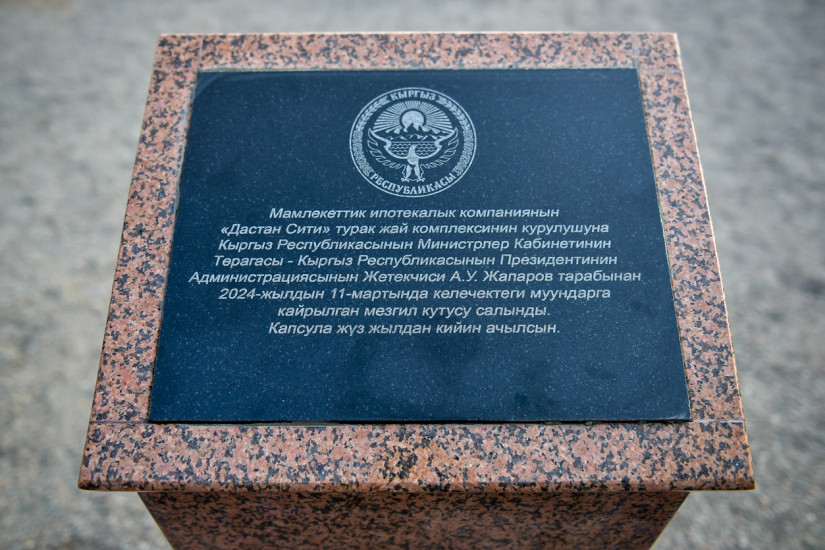 КЫРГЫЗ
РЕСПУБЛИКАСЫ
Мамлекеттик ипотекалык компаниянын
«Дастан Сити» турак жай комплексинин курулушуна
Кыргыз Республикасынын Министрлер Кабинетинин
Төрагасы - Кыргыз Республикасынын Президентинин
Администрациясынын Жетекчиси А.У. Жапаров тарабынан
2024-жылдын 11-мартында келечектеги муундарга
кайрылган мезгил кутусу салынды.
Капсула жүз жылдан кийин ачылсын.